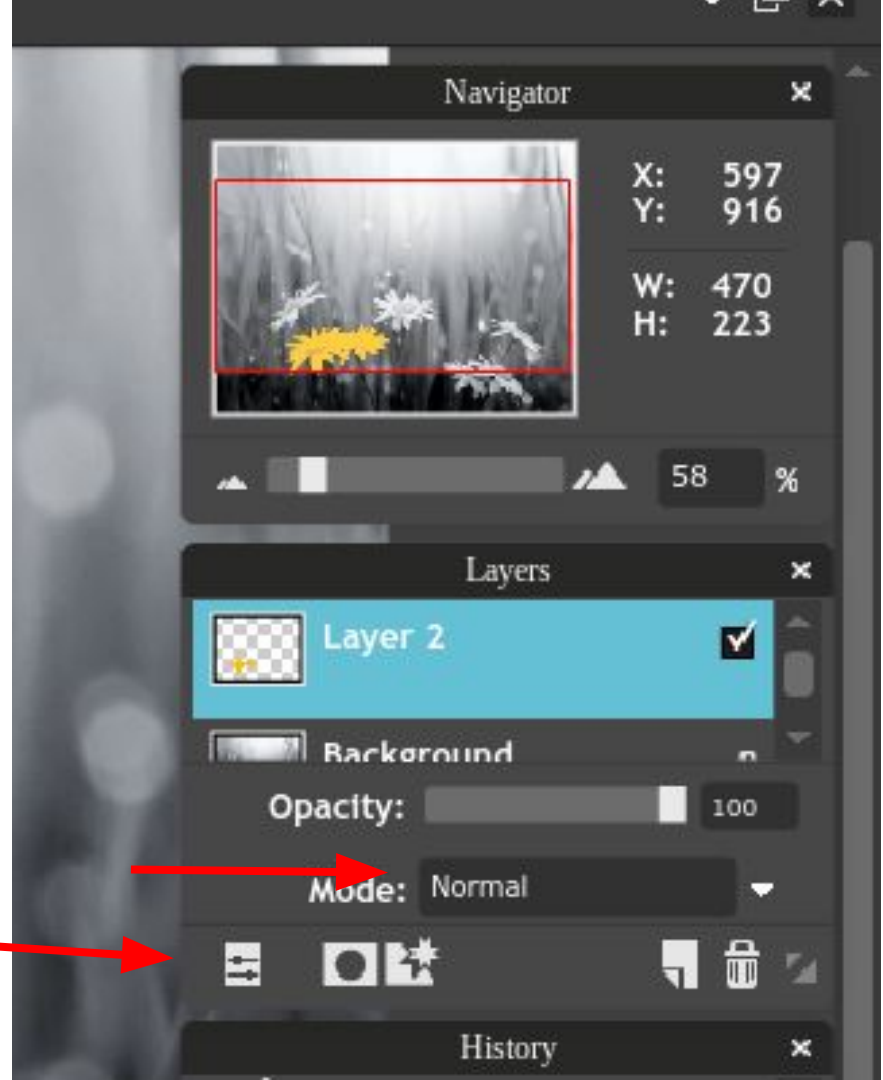 Navigator
X: 597
Y: 916
W: 470
H: 223
58 %
Layers
Layer 2
Background
Opacity: 100
Mode: Normal
History